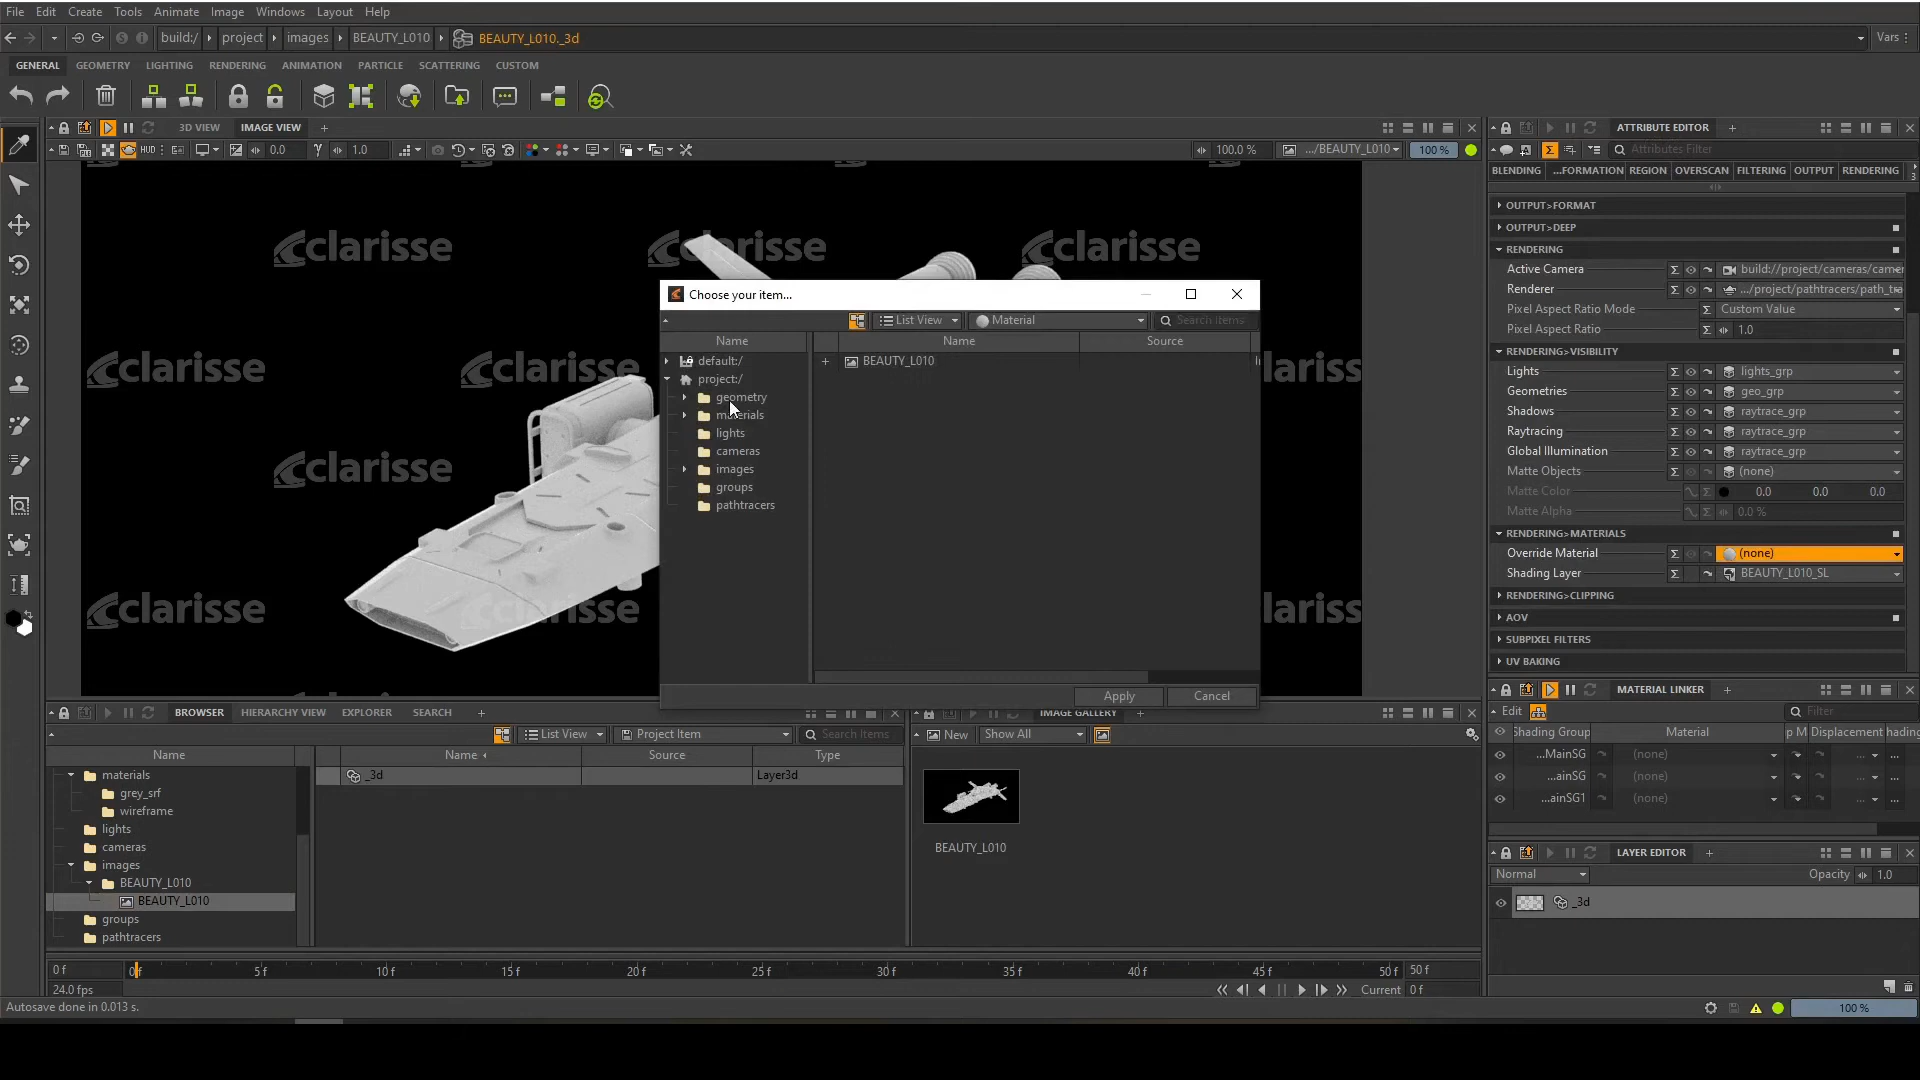 File Edit Create Tools Animate Image Windows Layout Help
build:/ project images BEAUTY_L010 BEAUTY_L010._3d Vars
GENERAL GEOMETRY LIGHTING RENDERING ANIMATION PARTICLE SCATTERING CUSTOM
3D VIEW IMAGE VIEW
HUD 0.0 γ 1.0 100.0 % .../BEAUTY_L010 100 %
clarisse clarisse clarisse
clarisse clarisse
clarisse
clarisse clarisse
Choose your item...
List View Material Search Items
Name Name Source
default:/
project:/
geometry
materials
lights
cameras
images
groups
pathtracers
BEAUTY_L010
Apply Cancel
ATTRIBUTE EDITOR
Attributes Filter
BLENDING ...FORMATION REGION OVERSCAN FILTERING OUTPUT RENDERING 3
OUTPUT>FORMAT
OUTPUT>DEEP
RENDERING
Active Camera build://project/cameras/camer
Renderer .../project/pathtracers/path_tra
Pixel Aspect Ratio Mode Custom Value
Pixel Aspect Ratio 1.0
RENDERING>VISIBILITY
Lights lights_grp
Geometries geo_grp
Shadows raytrace_grp
Raytracing raytrace_grp
Global Illumination raytrace_grp
Matte Objects (none)
Matte Color 0.0 0.0 0.0
Matte Alpha 0.0 %
RENDERING>MATERIALS
Override Material (none)
Shading Layer BEAUTY_L010_SL
RENDERING>CLIPPING
AOV
SUBPIXEL FILTERS
UV BAKING
MATERIAL LINKER
Edit Filter
Shading Group Material p M Displacement hading
...MainSG (none) ... ...
...ainSG (none) ... ...
...ainSG1 (none) ... ...
LAYER EDITOR
Normal Opacity 1.0
_3d
BROWSER HIERARCHY VIEW EXPLORER SEARCH
List View Project Item Search Items
Name Name Source Type
materials
grey_srf
wireframe
lights
cameras
images
BEAUTY_L010
BEAUTY_L010
groups
pathtracers
_3d Layer3d
IMAGE GALLERY
New Show All
BEAUTY_L010
0 f 0 f 5 f 10 f 15 f 20 f 25 f 30 f 35 f 40 f 45 f 50 f 50 f
24.0 fps Current 0 f
Autosave done in 0.013 s. 100 %